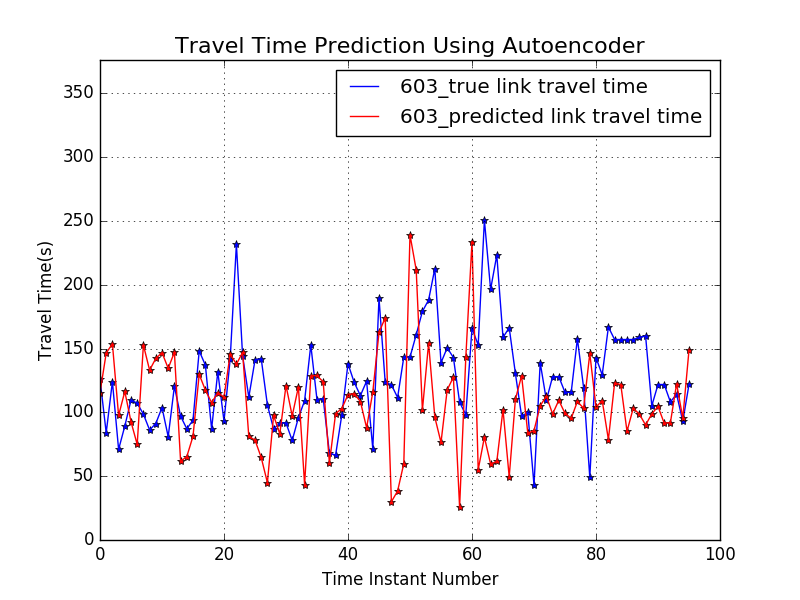 Travel Time Prediction Using Autoencoder
603_true link travel time
603_predicted link travel time
350
300
250
200
150
100
50
0
Travel Time(s)
0 20 40 60 80 100
Time Instant Number